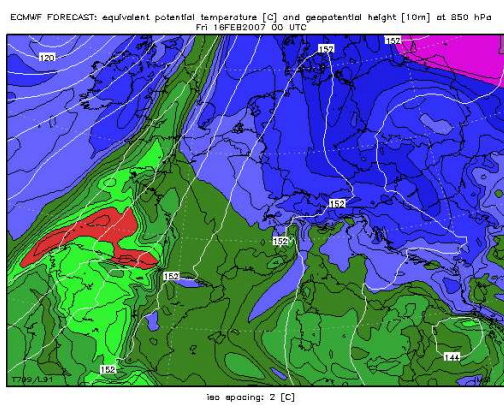 ECMWF FORECAST: equivalent potential temperature [C] and geopotential height [10m] at 850 hPa
Fri 16FEB2007 00 UTC
152
152
120
152
152
152
144
152
T799/L91
iso spacing: 2 [C]